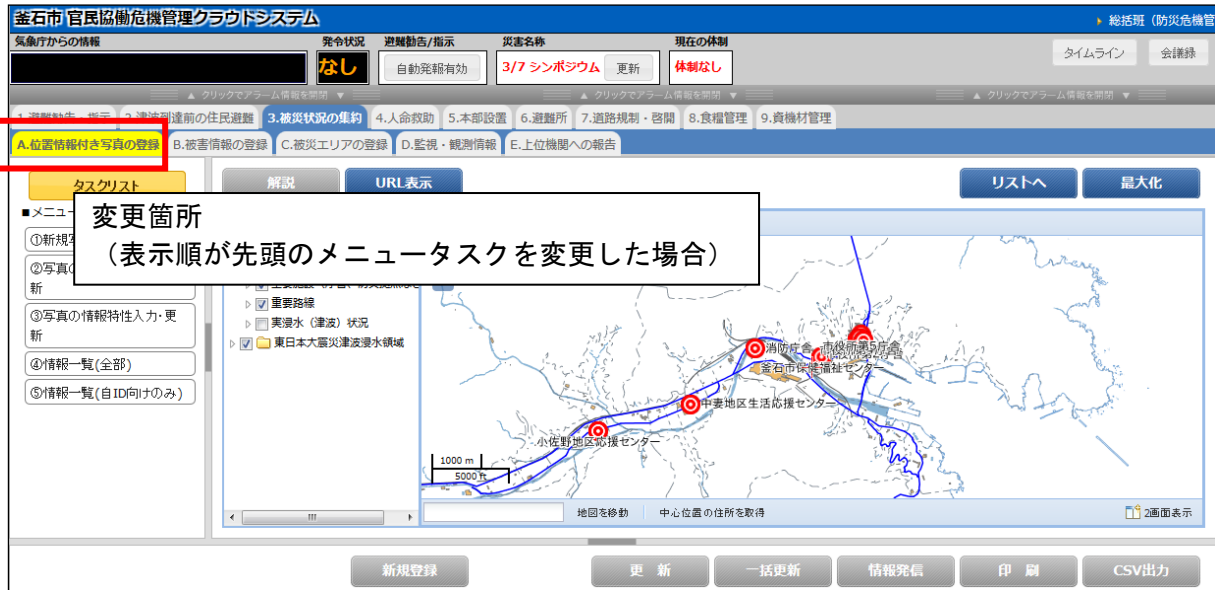 釜石市 官民協働危機管理クラウドシステム
総括班（防災危機管
気象庁からの情報 発令状況 避難勧告/指示 災害名称 現在の体制
なし 自動発報有効 3/7 シンポジウム 更新 体制なし タイムライン 会議録
▲ クリックでアラーム情報を開閉 ▼ ▲ クリックでアラーム情報を開閉 ▼ ▲ クリックでアラーム情報を開閉 ▼
1.避難勧告・指示 2.津波到達前の住民避難 3.被災状況の集約 4.人命救助 5.本部設置 6.避難所 7.道路規制・啓開 8.食糧管理 9.資機材管理
A.位置情報付き写真の登録 B.被害情報の登録 C.被災エリアの登録 D.監視・観測情報 E.上位機関への報告
タスクリスト 解説 URL表示 リストへ 最大化
■メニュー
変更箇所
（表示順が先頭のメニュータスクを変更した場合）
①新規写
②写真の
新
③写真の情報特性入力・更
新
④情報一覧(全部)
⑤情報一覧(自ID向けのみ)
重要路線
実浸水（津波）状況
東日本大震災津波浸水領域
消防庁舎
市役所第5庁舎
釜石市保健福祉センター
中妻地区生活応援センター
小佐野地区応援センター
1000 m
5000 ft
地図を移動 中心位置の住所を取得 2画面表示
新規登録 更 新 一括更新 情報発信 印 刷 CSV出力